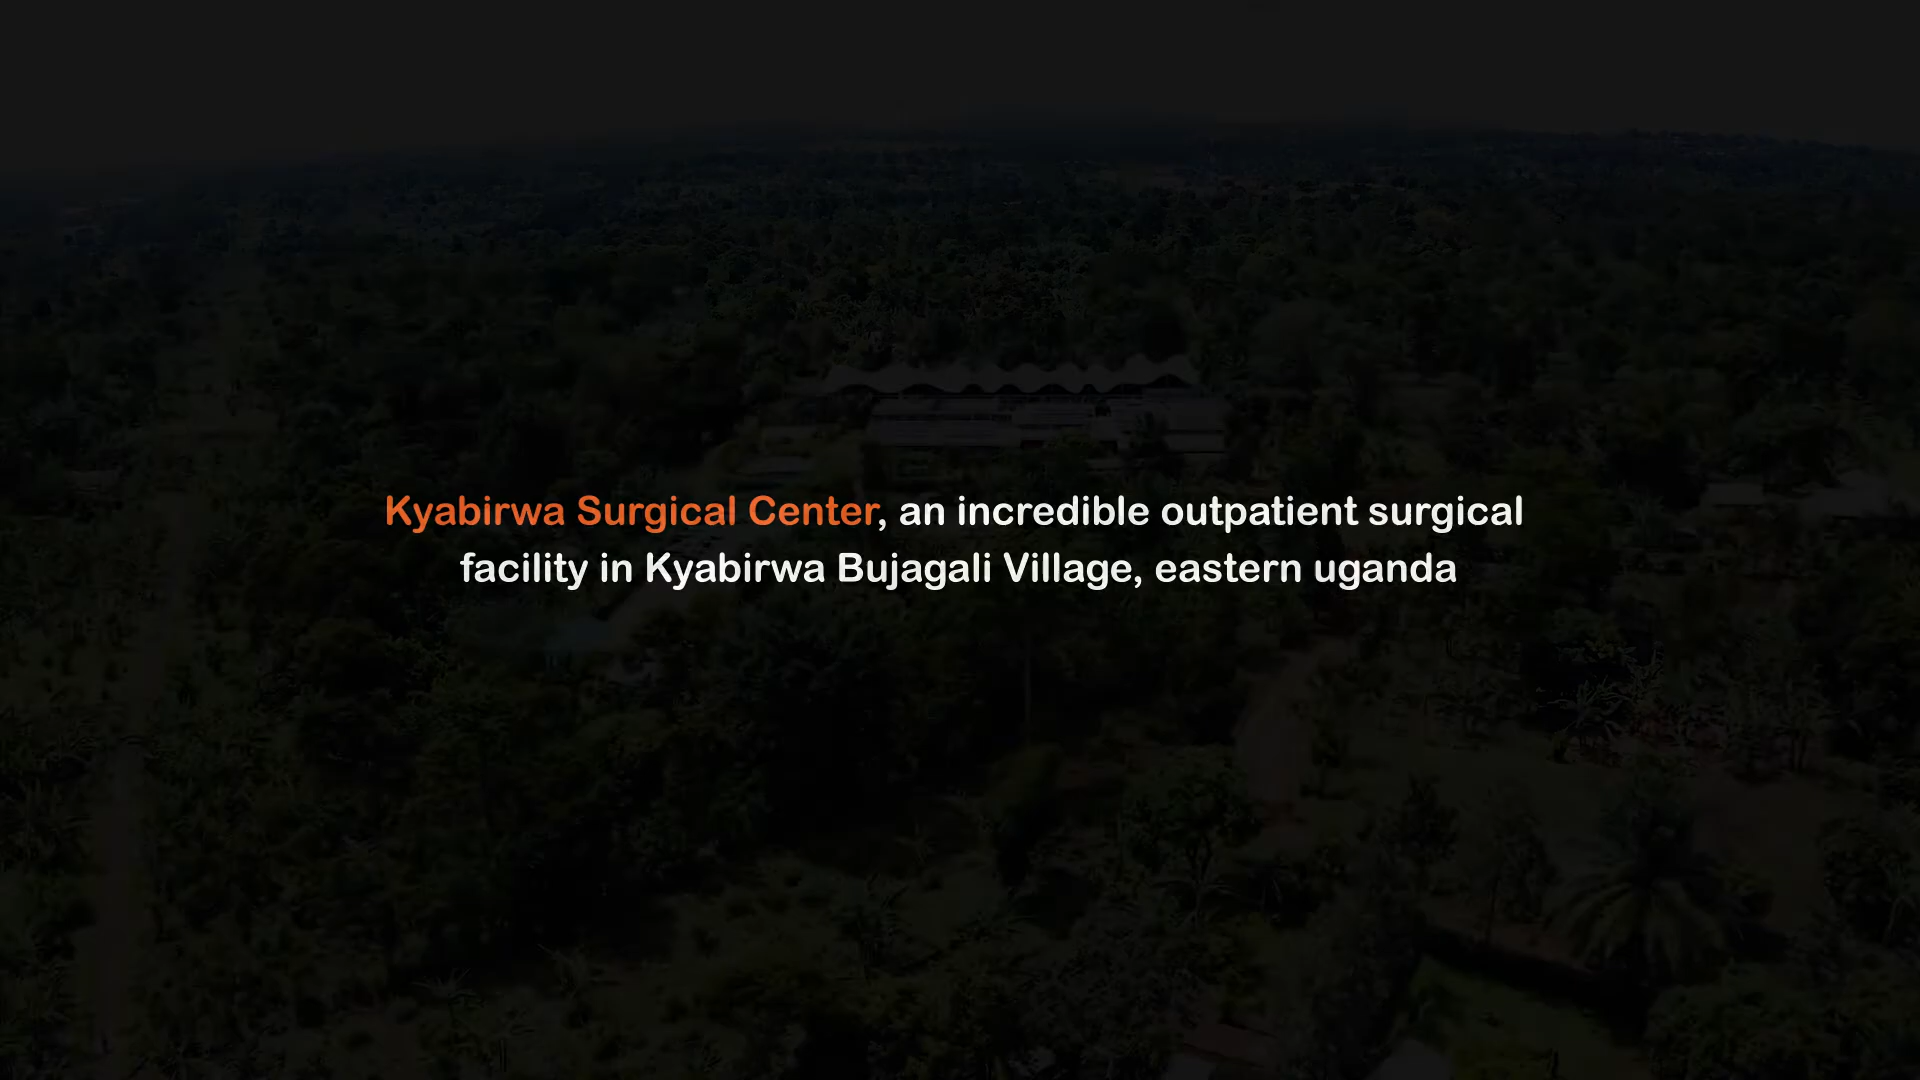 Kyabirwa Surgical Center, an incredible outpatient surgical
facility in Kyabirwa Bujagali Village, eastern uganda